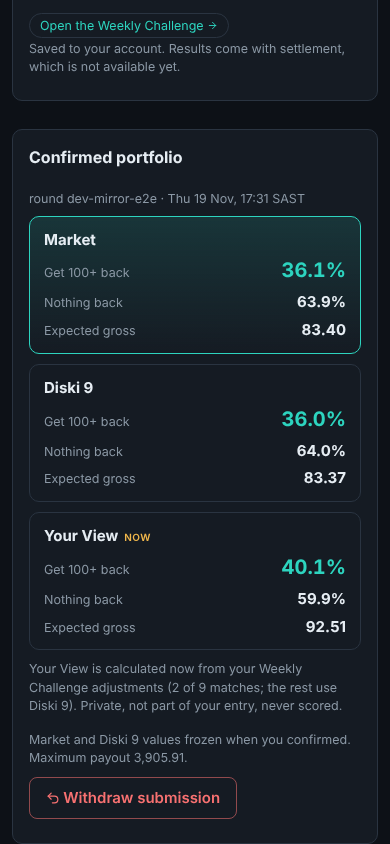 Open the Weekly Challenge →
Saved to your account. Results come with settlement,
which is not available yet.
Confirmed portfolio
round dev-mirror-e2e · Thu 19 Nov, 17:31 SAST
Market
Get 100+ back 36.1%
Nothing back 63.9%
Expected gross 83.40
Diski 9
Get 100+ back 36.0%
Nothing back 64.0%
Expected gross 83.37
Your View NOW
Get 100+ back 40.1%
Nothing back 59.9%
Expected gross 92.51
Your View is calculated now from your Weekly
Challenge adjustments (2 of 9 matches; the rest use
Diski 9). Private, not part of your entry, never scored.
Market and Diski 9 values frozen when you confirmed.
Maximum payout 3,905.91.
Withdraw submission